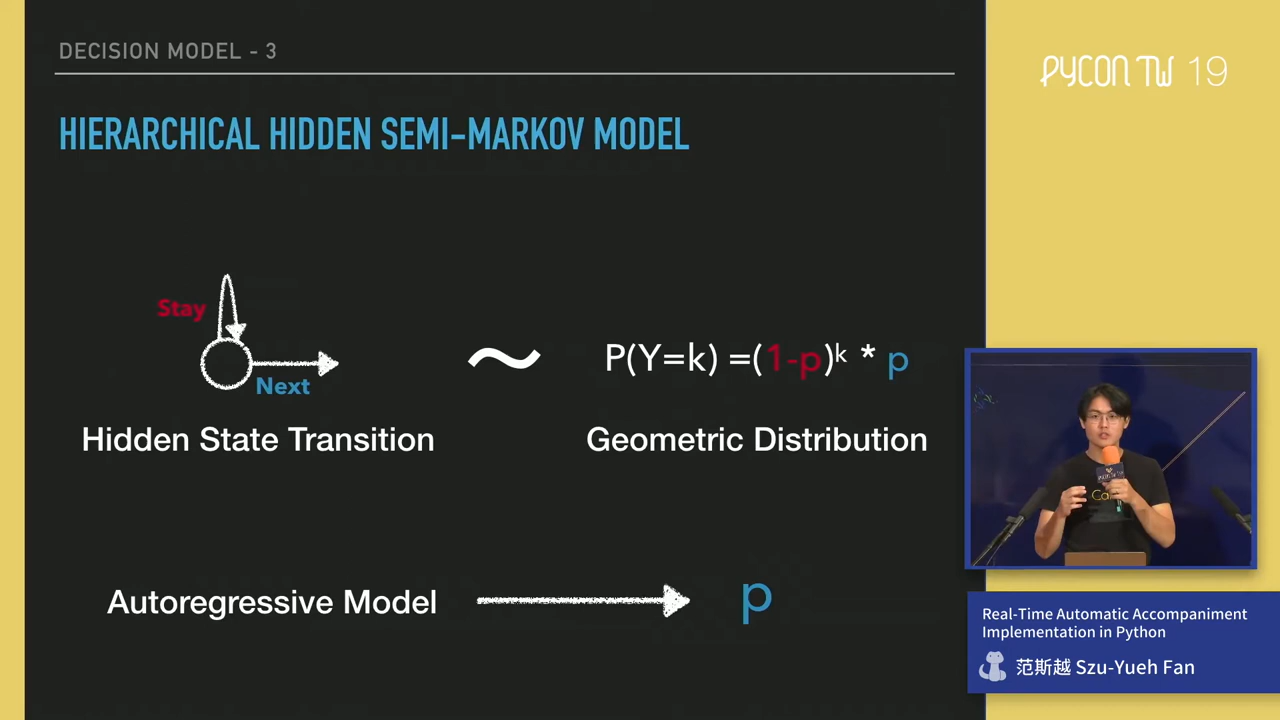 DECISION MODEL - 3
PYCON TW 19
HIERARCHICAL HIDDEN SEMI-MARKOV MODEL
Stay
Next
Hidden State Transition
~
P(Y=k) =(1-p)ᵏ * p
Geometric Distribution
Autoregressive Model
p
Real-Time Automatic Accompaniment
Implementation in Python
范斯越 Szu-Yueh Fan